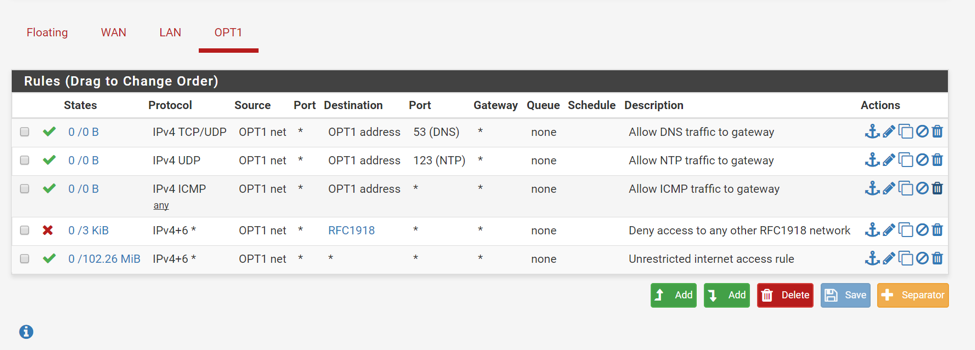 Floating WAN LAN OPT1
Rules (Drag to Change Order)
States Protocol Source Port Destination Port Gateway Queue Schedule Description Actions
0 /0 B IPv4 TCP/UDP OPT1 net * OPT1 address 53 (DNS) * none Allow DNS traffic to gateway
0 /0 B IPv4 UDP OPT1 net * OPT1 address 123 (NTP) * none Allow NTP traffic to gateway
0 /0 B IPv4 ICMP OPT1 net * OPT1 address * * none Allow ICMP traffic to gateway
any
0 /3 KiB IPv4+6 * OPT1 net * RFC1918 * * none Deny access to any other RFC1918 network
0 /102.26 MiB IPv4+6 * OPT1 net * * * * none Unrestricted internet access rule
Add Add Delete Save Separator